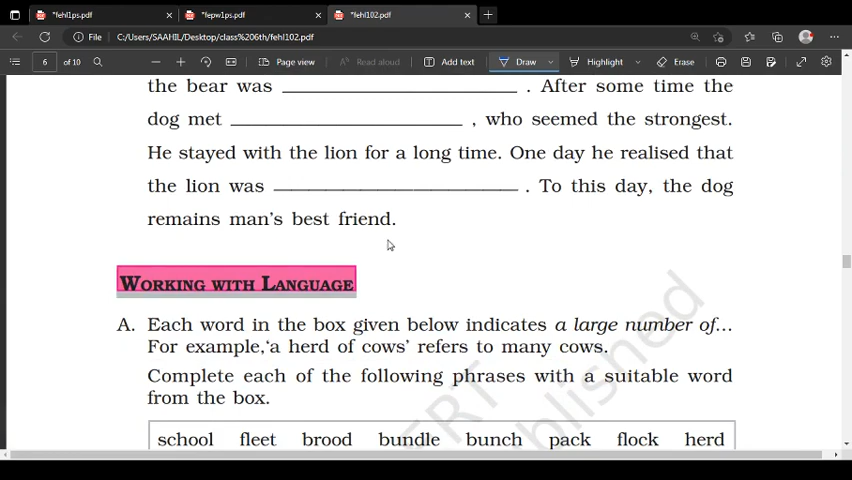 *fehl1ps.pdf
*fepw1ps.pdf
*fehl102.pdf
File
C:/Users/SAAHIL/Desktop/class%206th/fehl102.pdf
6 of 10
Page view
Read aloud
Add text
Draw
Highlight
Erase
the bear was ____________________ . After some time the
dog met ____________________ , who seemed the strongest.
He stayed with the lion for a long time. One day he realised that
the lion was ____________________ . To this day, the dog
remains man's best friend.
WORKING WITH LANGUAGE
A. Each word in the box given below indicates a large number of...
For example,‘a herd of cows’ refers to many cows.
Complete each of the following phrases with a suitable word
from the box.
school fleet brood bundle bunch pack flock herd